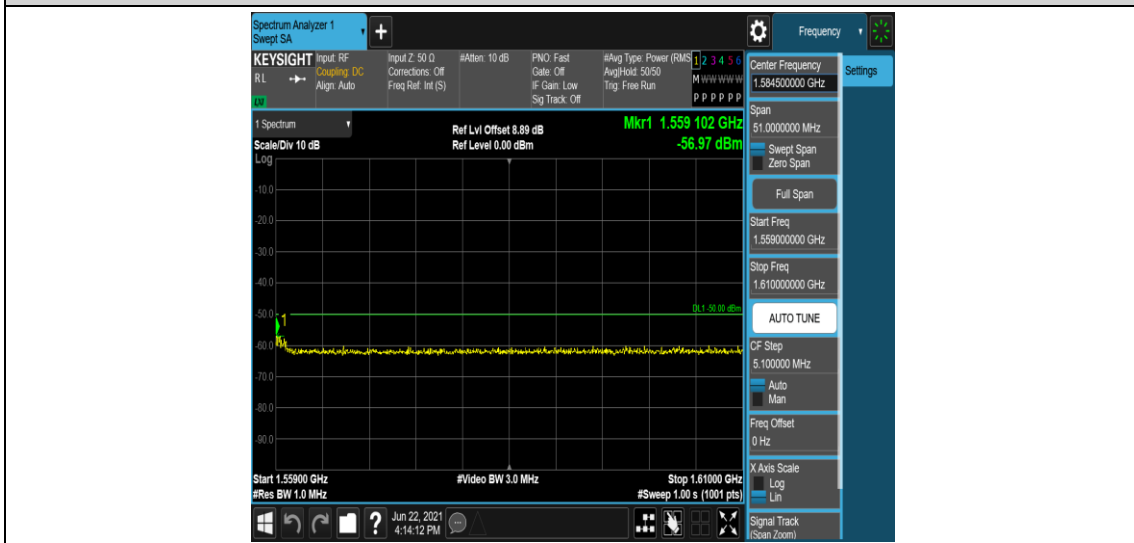 Spectrum Analyzer 1
Swept SA
+
Frequency
KEYSIGHT
RL
Input: RF
Coupling: DC
Align: Auto
Input Z: 50 Ω
Corrections: Off
Freq Ref: Int (S)
#Atten: 10 dB
PNO: Fast
Gate: Off
IF Gain: Low
Sig Track: Off
#Avg Type: Power (RMS
Avg|Hold: 50/50
Trig: Free Run
1 2 3 4 5 6
M W W W W W
P P P P P P
1 Spectrum
Scale/Div 10 dB
Ref Lvl Offset 8.89 dB
Ref Level 0.00 dBm
Mkr1 1.559 102 GHz
-56.97 dBm
Log
-10.0
-20.0
-30.0
-40.0
-50.0
-60.0
-70.0
-80.0
-90.0
DL1 -50.00 dBm
1
Start 1.55900 GHz
#Res BW 1.0 MHz
#Video BW 3.0 MHz
Stop 1.61000 GHz
#Sweep 1.00 s (1001 pts)
?
Jun 22, 2021
4:14:12 PM
Center Frequency
1.584500000 GHz
Settings
Span
51.0000000 MHz
Swept Span
Zero Span
Full Span
Start Freq
1.559000000 GHz
Stop Freq
1.610000000 GHz
AUTO TUNE
CF Step
5.100000 MHz
Auto
Man
Freq Offset
0 Hz
X Axis Scale
Log
Lin
Signal Track
(Span Zoom)